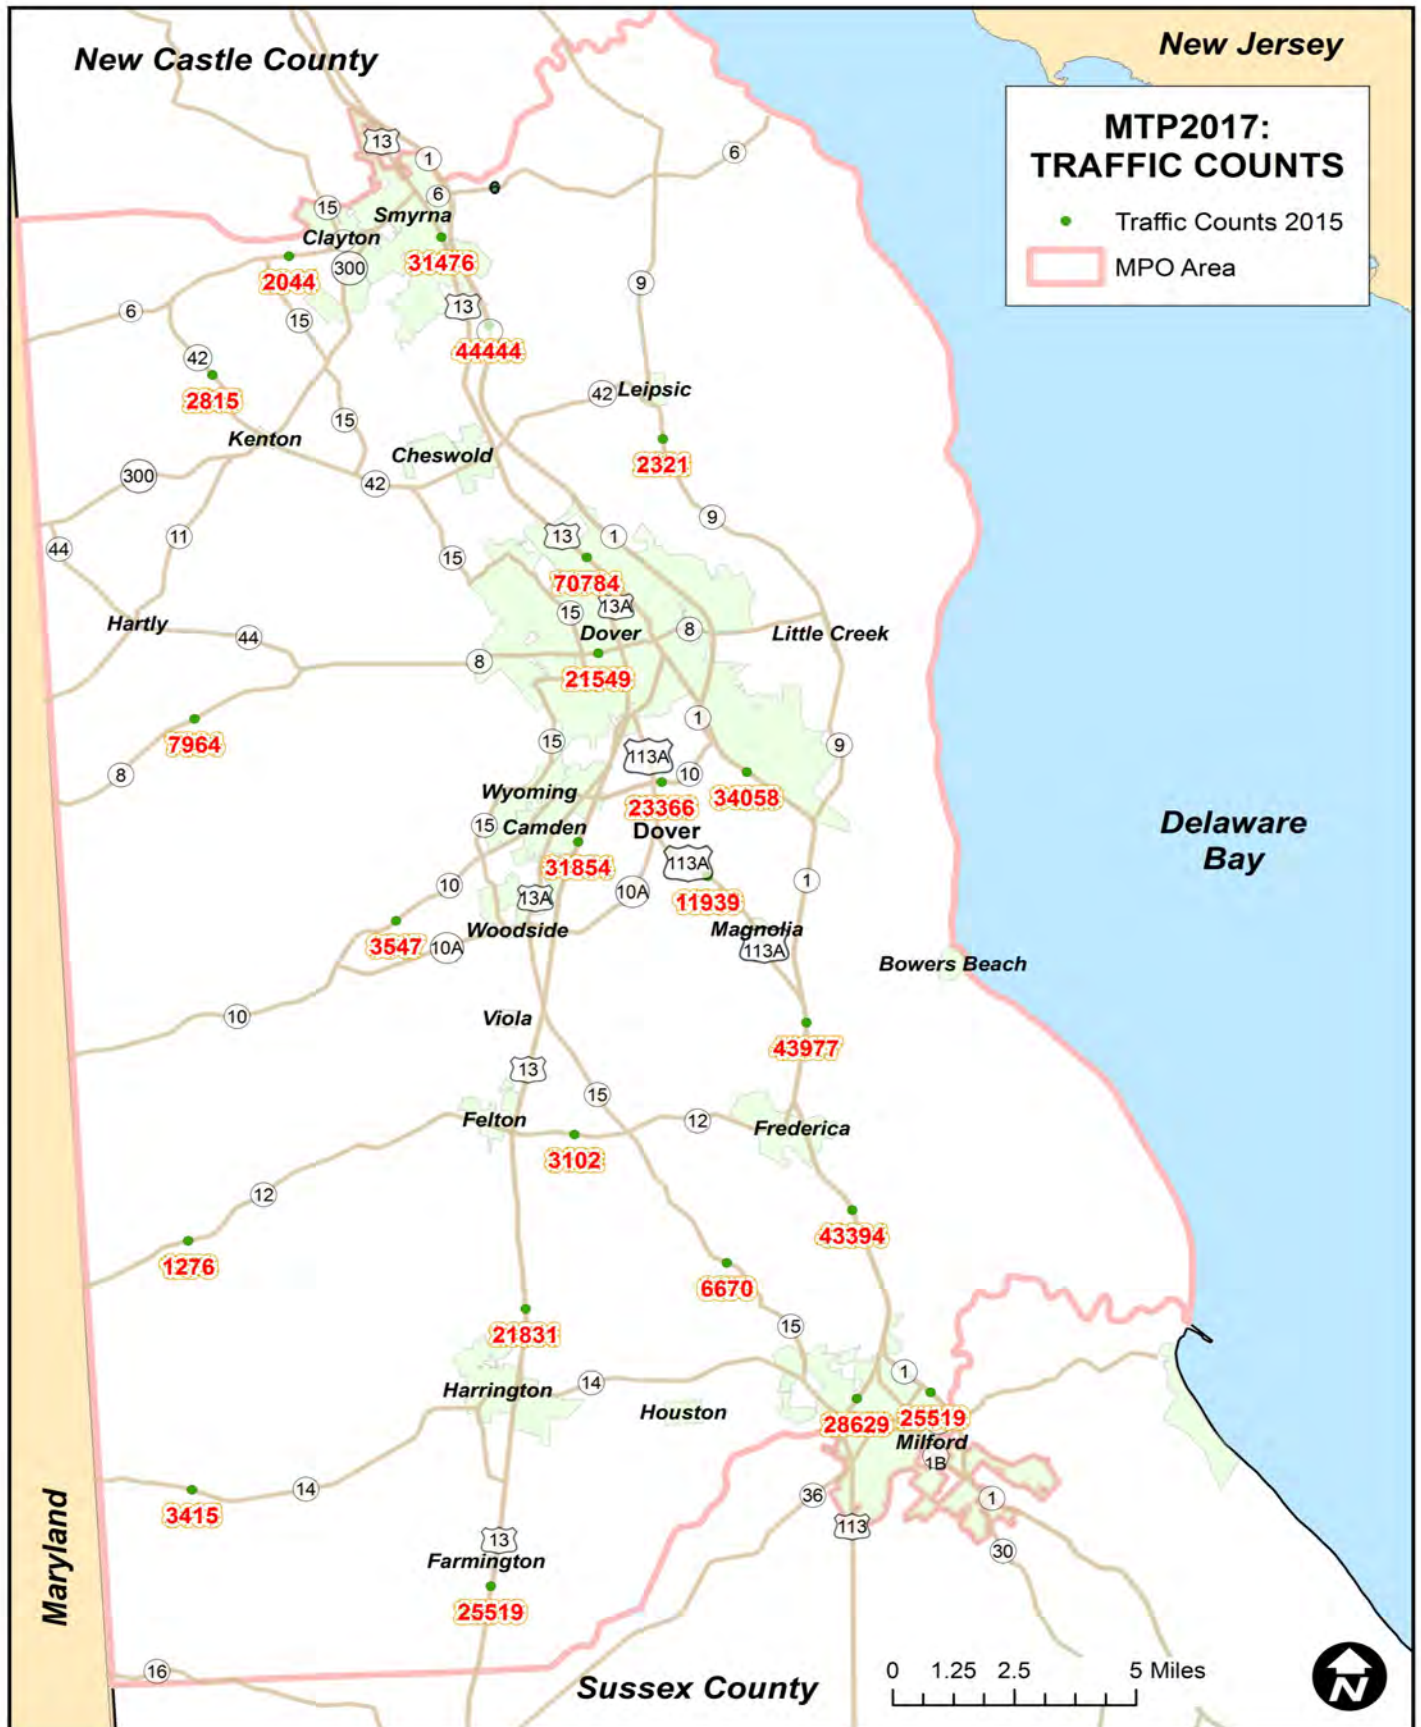 New Castle County
New Jersey
MTP2017:
TRAFFIC COUNTS
Traffic Counts 2015
MPO Area
13
1
6
6
6
15
Smyrna
Clayton
300
31476
2044
9
13
6
15
44444
42
2815
42
Leipsic
15
Kenton
Cheswold
2321
300
42
9
13
1
11
44
15
70784
13A
15
Hartly
44
Dover
8
Little Creek
8
21549
1
7964
15
113A
9
8
10
Wyoming
23366
34058
15
Camden
Dover
Delaware
Bay
31854
113A
10
13A
10A
1
11939
Woodside
Magnolia
3547
10A
113A
Bowers Beach
10
Viola
43977
13
15
Felton
12
Frederica
3102
12
43394
1276
6670
15
21831
1
14
Harrington
Houston
28629
25519
Milford
1B
14
36
1
3415
113
13
30
Farmington
25519
Maryland
16
Sussex County
0 1.25 2.5 5 Miles
N